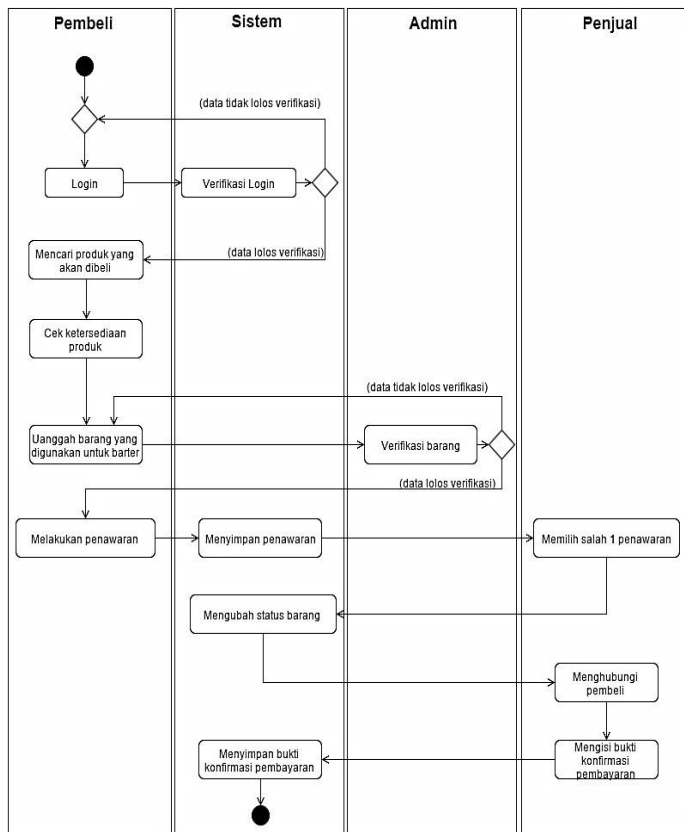 Pembeli
Sistem
Admin
Penjual
(data tidak lolos verifikasi)
Login
Verifikasi Login
(data lolos verifikasi)
Mencari produk yang
akan dibeli
Cek ketersediaan
produk
(data tidak lolos verifikasi)
Uanggah barang yang
digunakan untuk barter
Verifikasi barang
(data lolos verifikasi)
Melakukan penawaran
Menyimpan penawaran
Memilih salah 1 penawaran
Mengubah status barang
Menghubungi
pembeli
Menyimpan bukti
konfirmasi pembayaran
Mengisi bukti
konfirmasi
pembayaran